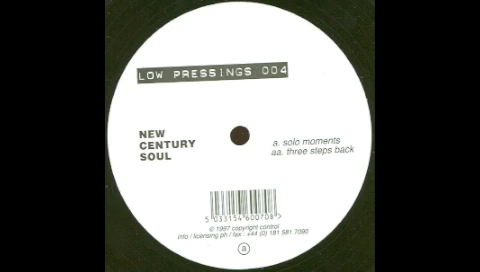 LOW PRESSINGS 004
NEW
CENTURY
SOUL
a. solo moments
aa. three steps back
5 033154 600708 >
© 1997 copyright control
info / licensing ph / fax : +44 (0) 181 581 7090
a